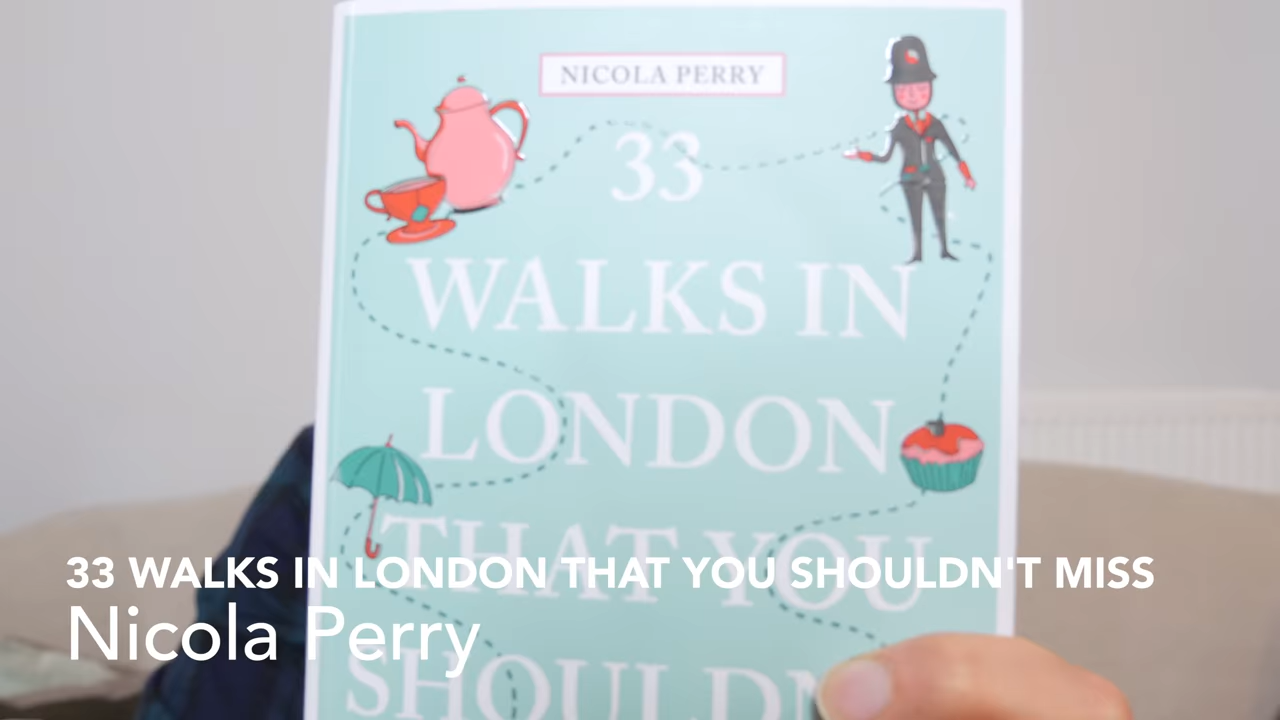 NICOLA PERRY
33
WALKS IN
LONDON
THAT YOU
SHOULDN
33 WALKS IN LONDON THAT YOU SHOULDN'T MISS
Nicola Perry